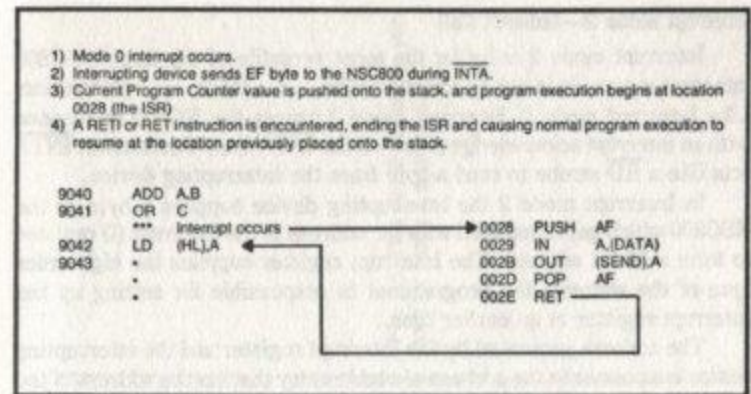 1) Mode 0 interrupt occurs.
2) Interrupting device sends EF byte to the NSC800 during INTA.
3) Current Program Counter value is pushed onto the stack, and program execution begins at location
0028 (the ISR)
4) A RETI or RET instruction is encountered, ending the ISR and causing normal program execution to
resume at the location previously placed onto the stack.
9040 ADD A,B
9041 OR C
*** Interrupt occurs
9042 LD (HL),A
9043
0028 PUSH AF
0029 IN A,(DATA)
002B OUT (SEND),A
002D POP AF
002E RET